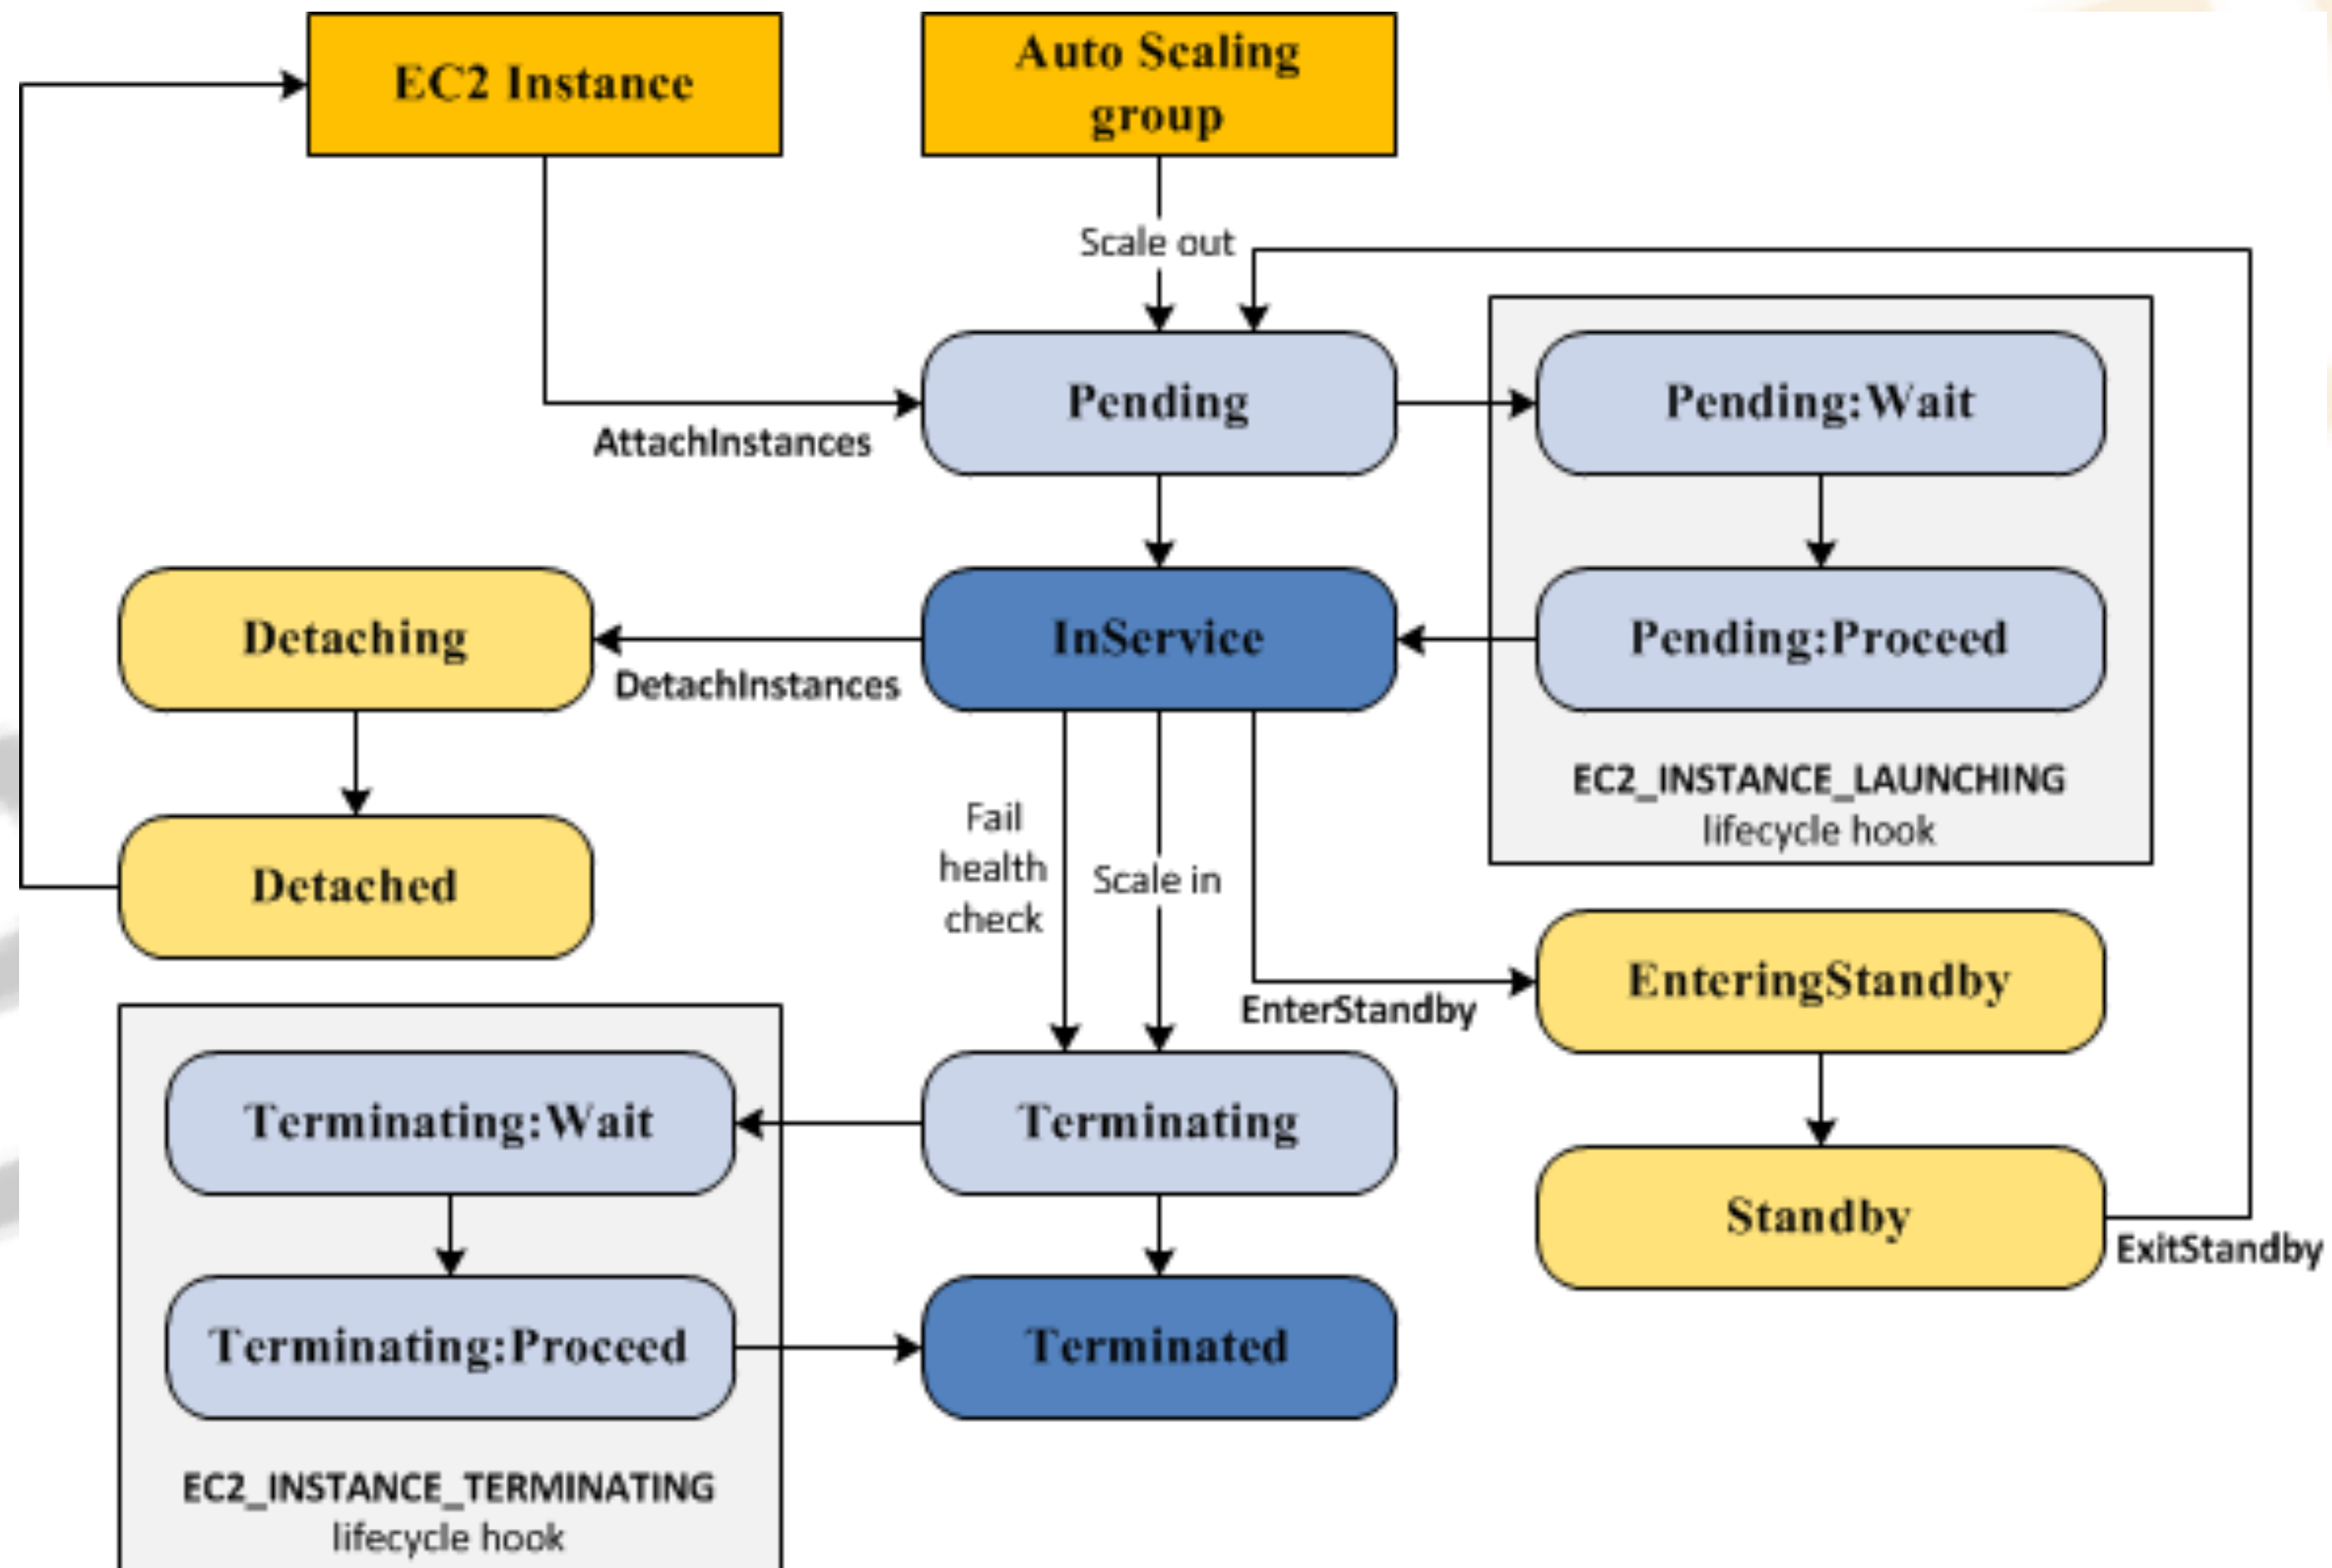 EC2 Instance
Auto Scaling
group
Scale out
Pending
Pending:Wait
AttachInstances
Detaching
InService
Pending:Proceed
DetachInstances
EC2_INSTANCE_LAUNCHING
lifecycle hook
Fail
health
check
Scale in
Detached
EnteringStandby
EnterStandby
Terminating:Wait
Terminating
Standby
ExitStandby
Terminating:Proceed
Terminated
EC2_INSTANCE_TERMINATING
lifecycle hook